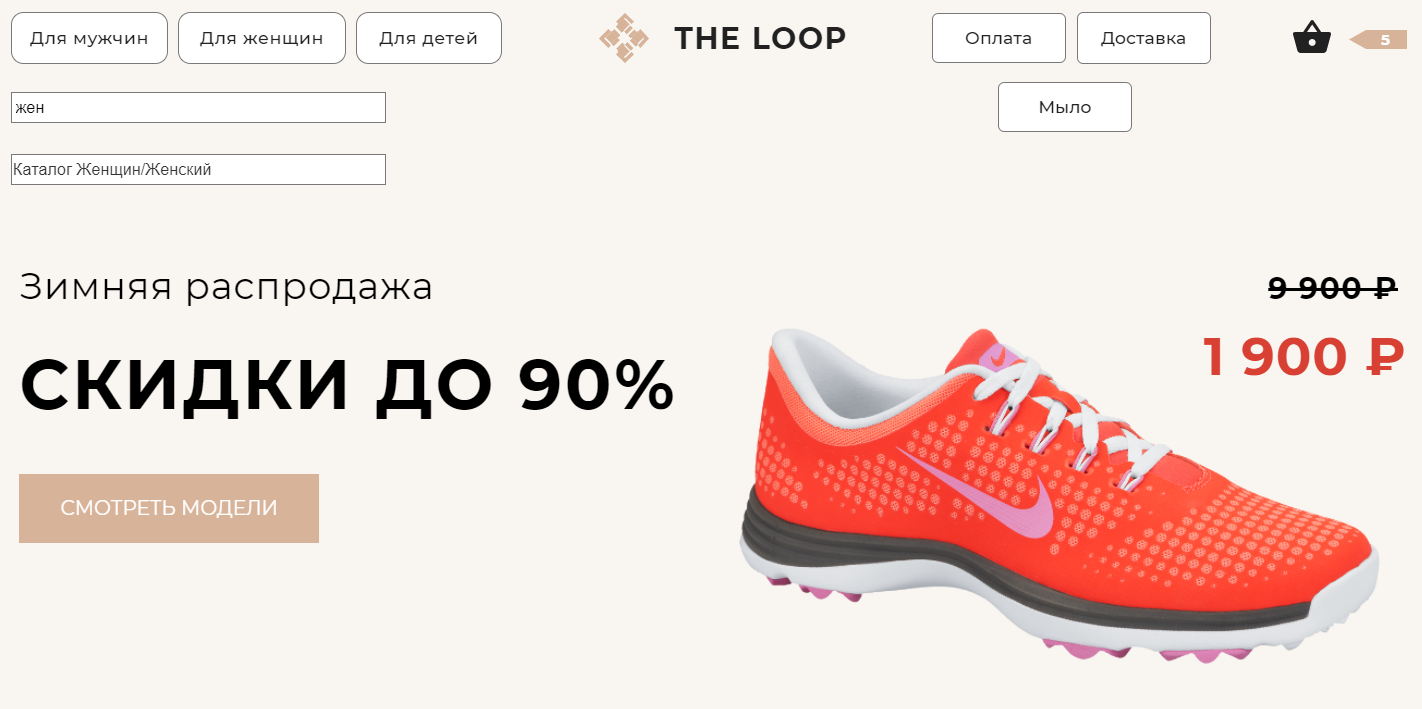 Для мужчин
Для женщин
Для детей
THE LOOP
Оплата
Доставка
5
Мыло
жен
Каталог Женщин/Женский
Зимняя распродажа
СКИДКИ ДО 90%
СМОТРЕТЬ МОДЕЛИ
9 900 ₽
1 900 ₽